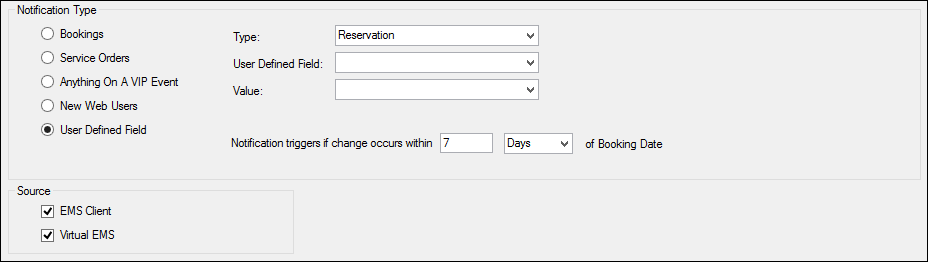 Notification Type
Bookings
Service Orders
Anything On A VIP Event
New Web Users
User Defined Field
Type: Reservation
User Defined Field:
Value:
Notification triggers if change occurs within 7 Days of Booking Date
Source
EMS Client
Virtual EMS